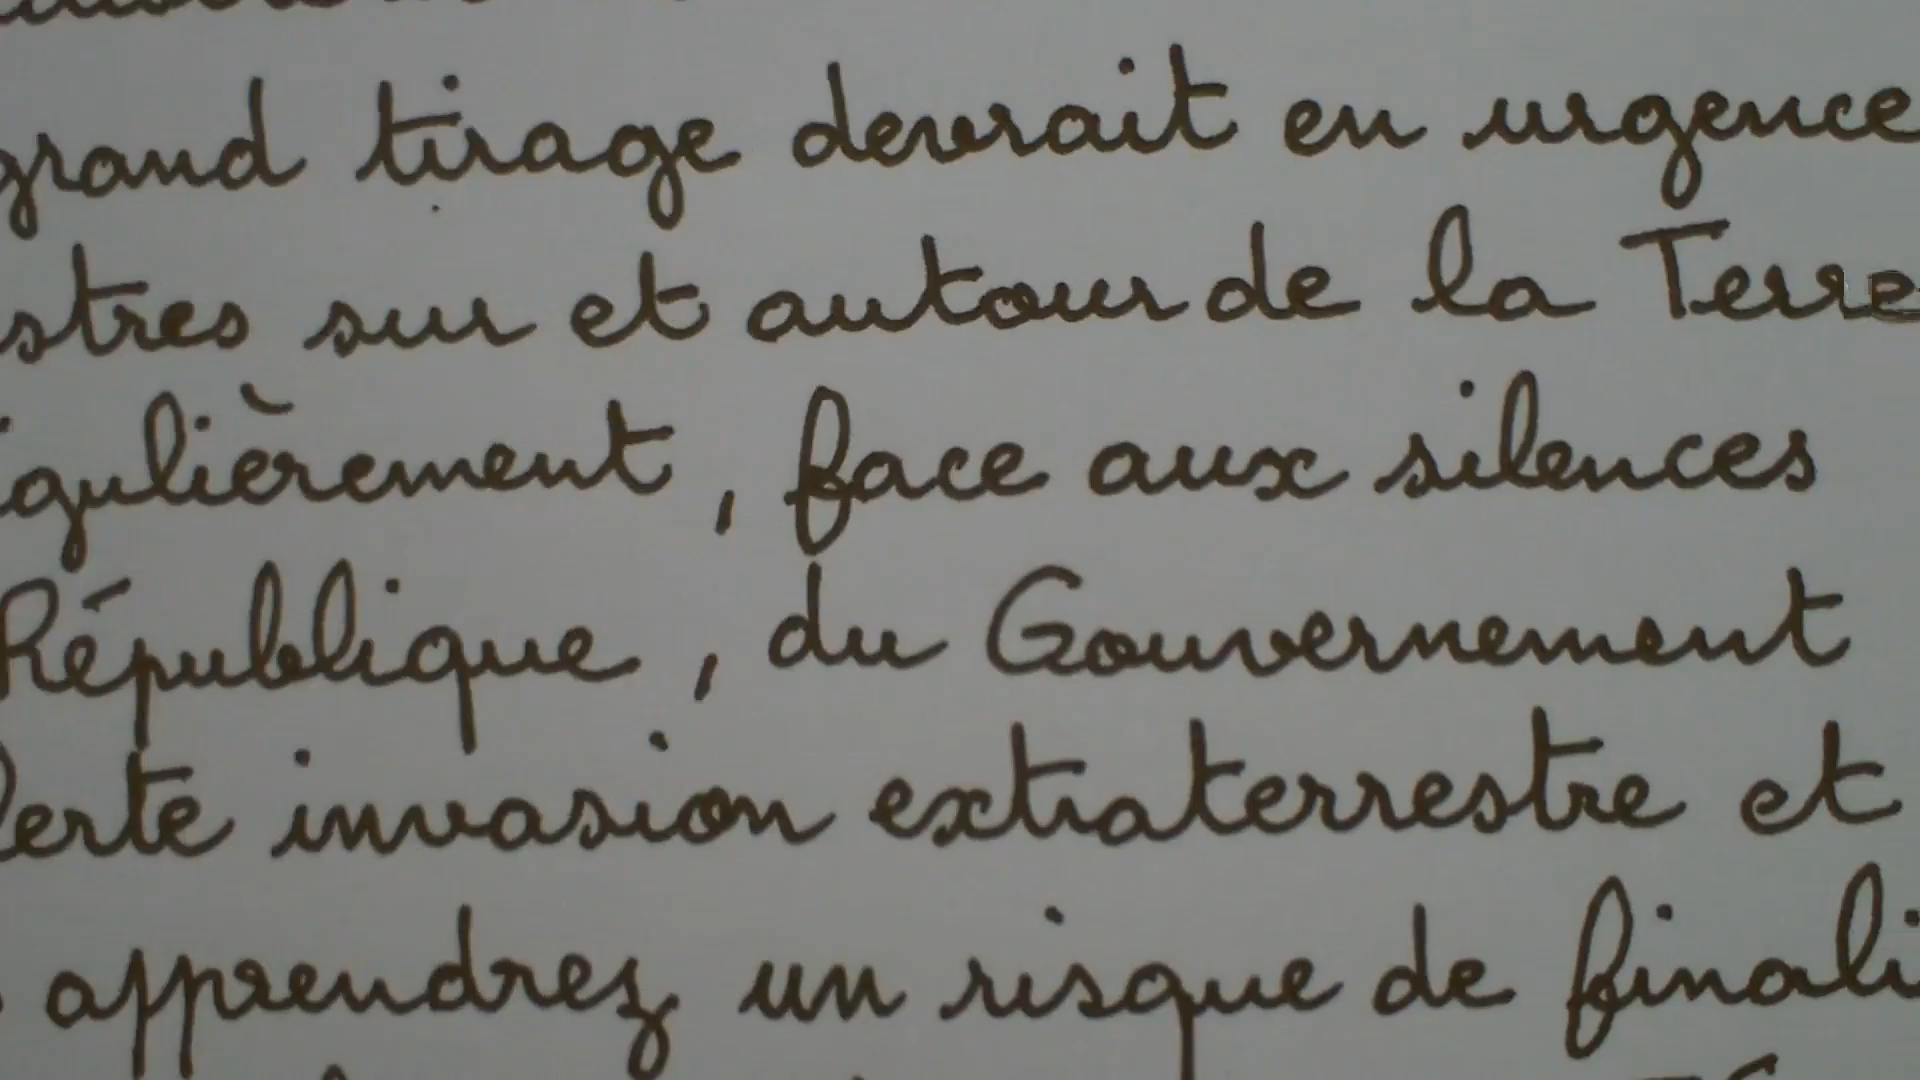 grand tirage devrait en urgence
stres sur et autour de la Terre
gulièrement, face aux silences
République, du Gouvernement
lerte invasion extraterrestre et
apprendrez un risque de finali